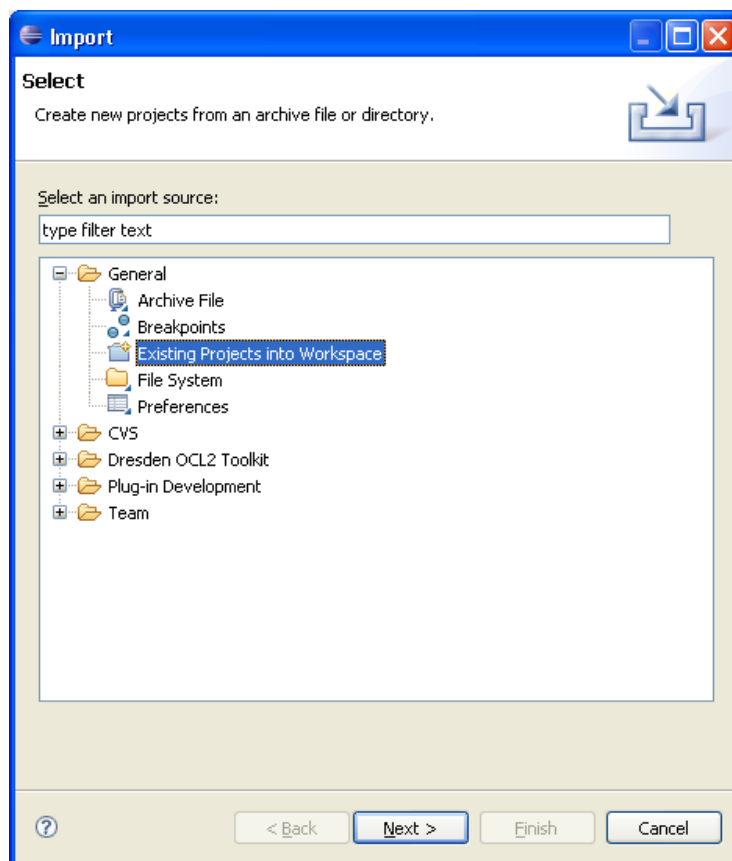 Import
Select
Create new projects from an archive file or directory.
Select an import source:
type filter text
General
Archive File
Breakpoints
Existing Projects into Workspace
File System
Preferences
CVS
Dresden OCL2 Toolkit
Plug-in Development
Team
? < Back Next > Finish Cancel